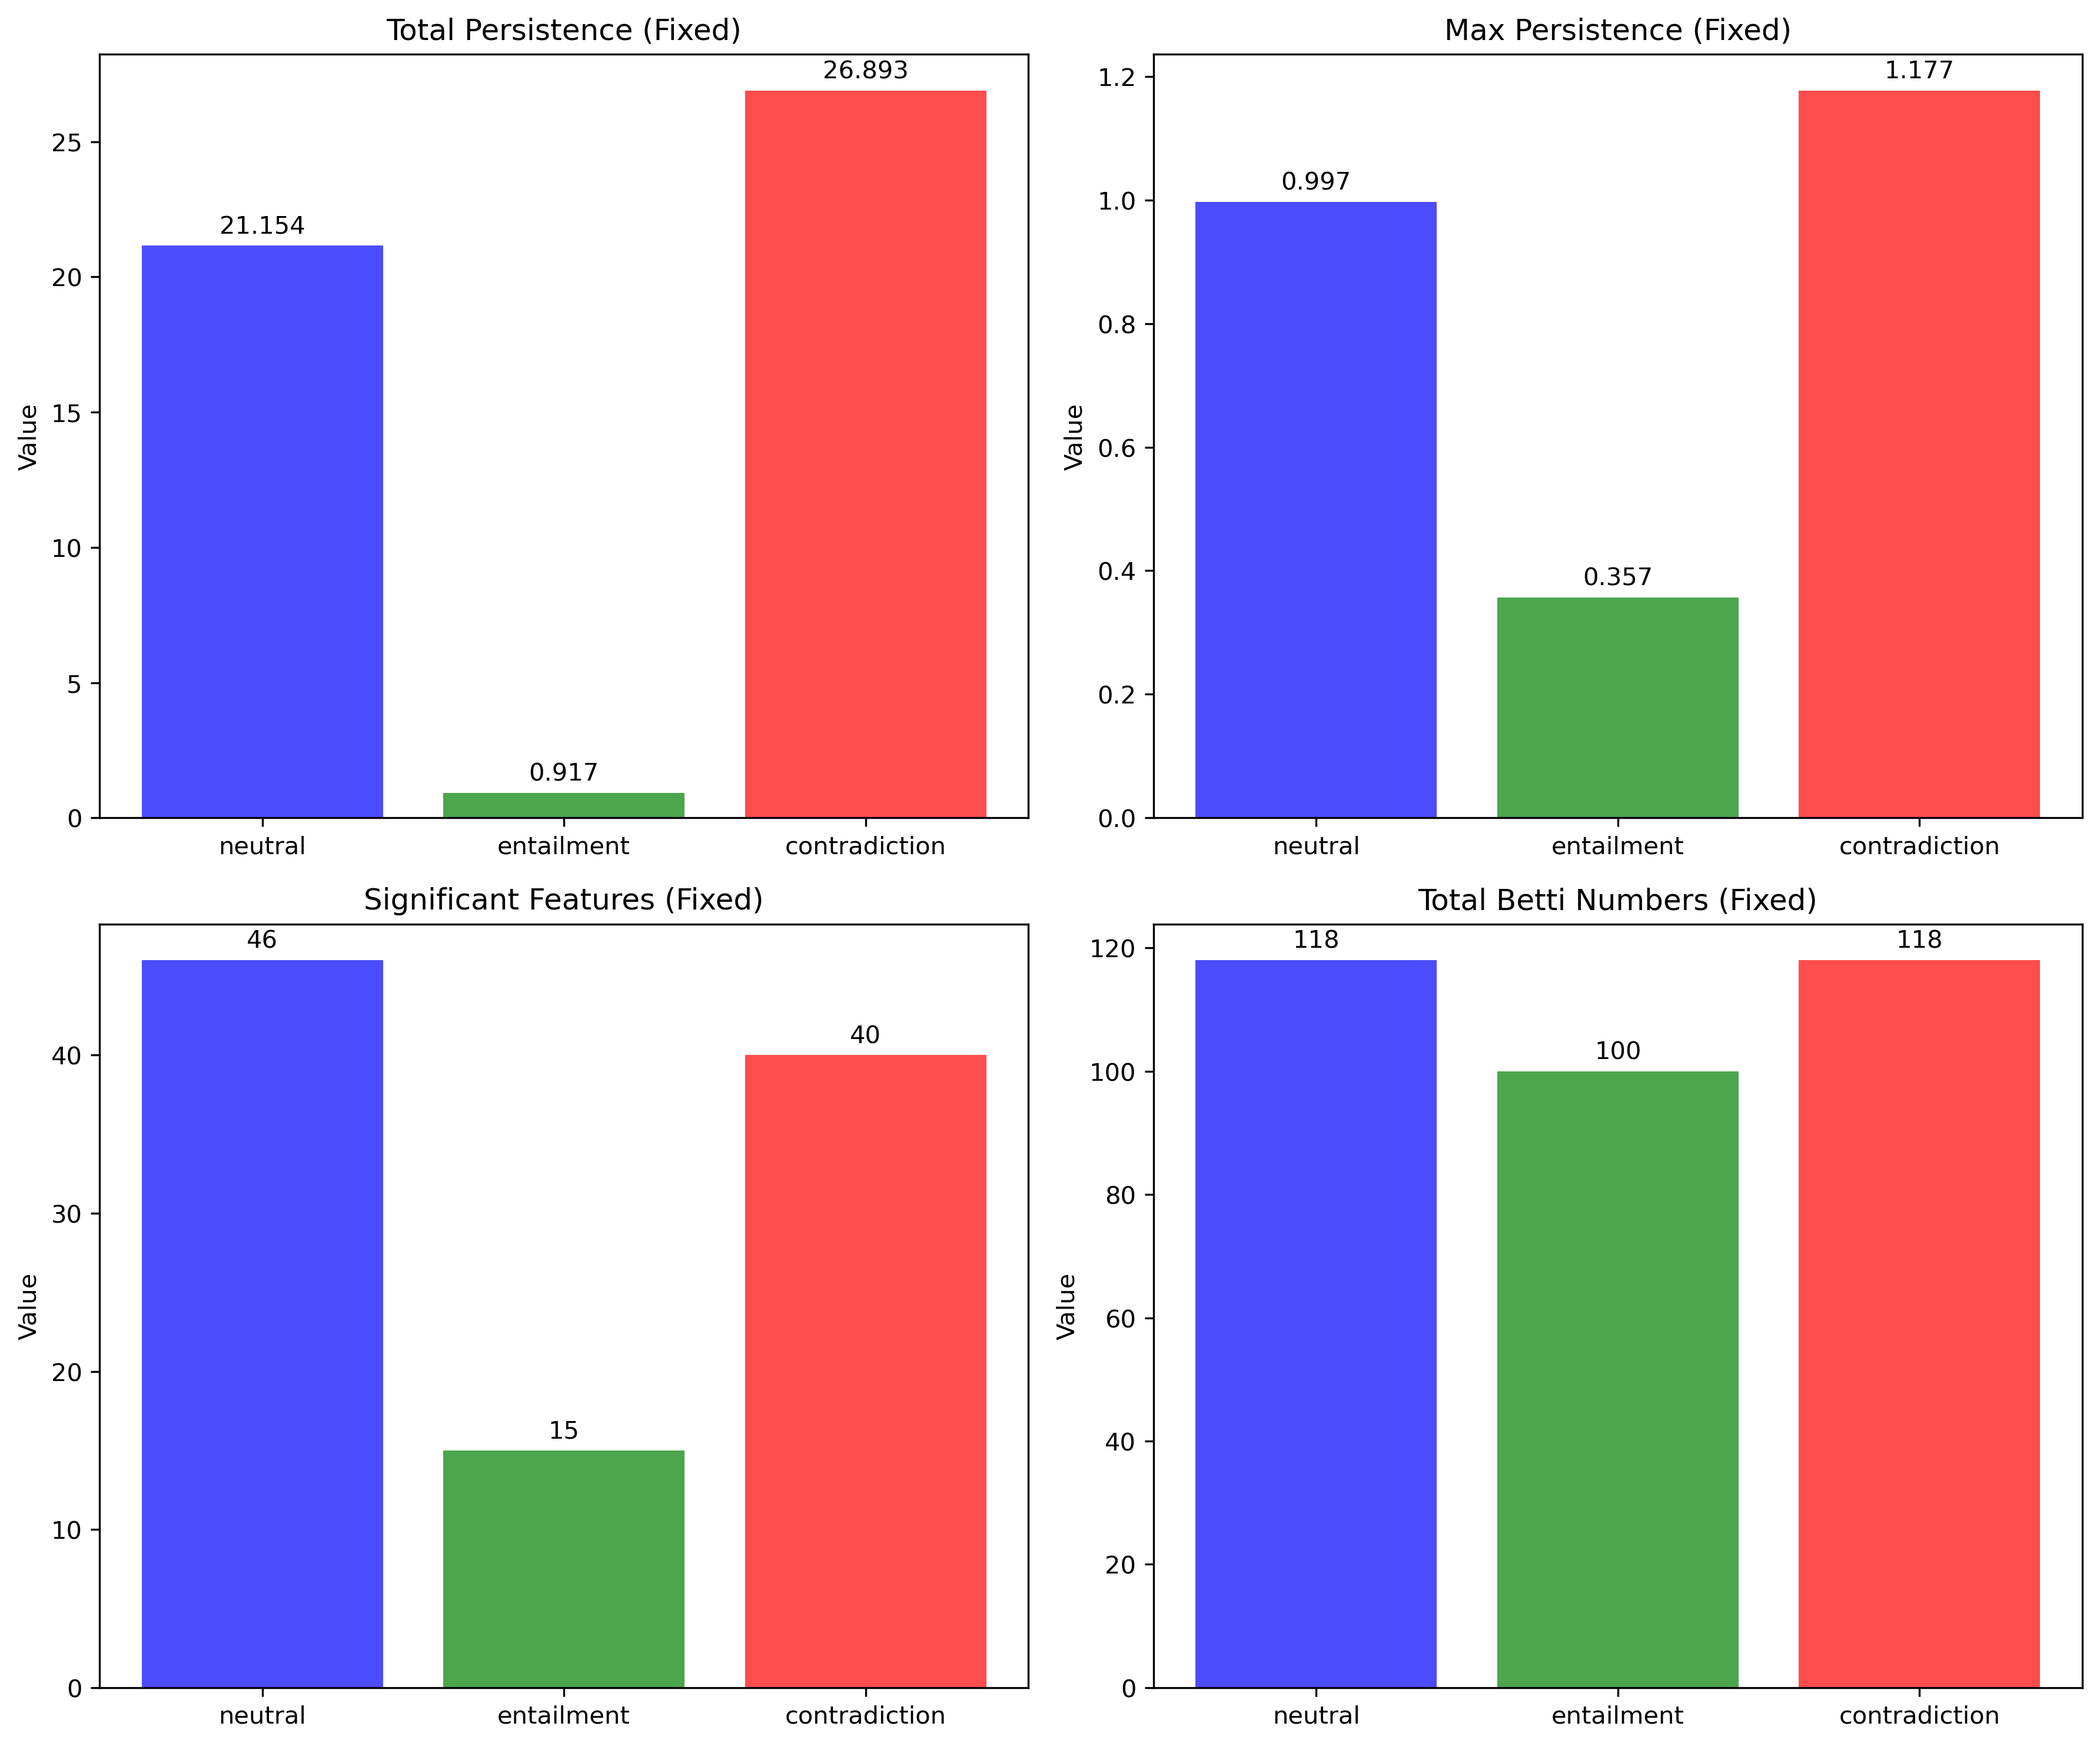 Total Persistence (Fixed)
Value
25
20
15
10
5
0
21.154
0.917
26.893
neutral
entailment
contradiction
Max Persistence (Fixed)
Value
1.2
1.0
0.8
0.6
0.4
0.2
0.0
0.997
0.357
1.177
neutral
entailment
contradiction
Significant Features (Fixed)
Value
40
30
20
10
0
46
15
40
neutral
entailment
contradiction
Total Betti Numbers (Fixed)
Value
120
100
80
60
40
20
0
118
100
118
neutral
entailment
contradiction